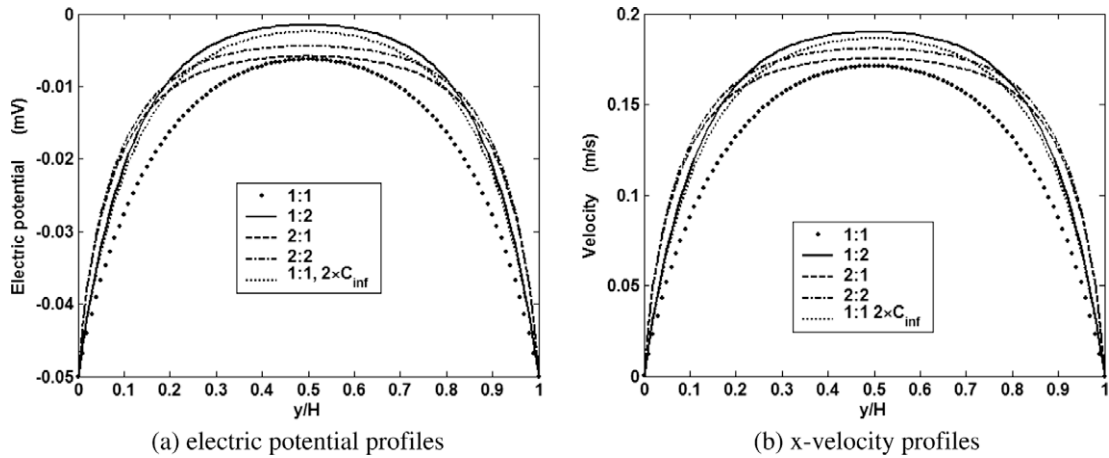 0
-0.01
-0.02
-0.03
-0.04
-0.05
Electric potential (mV)
1:1
1:2
2:1
2:2
1:1, 2×C_inf
0 0.1 0.2 0.3 0.4 0.5 0.6 0.7 0.8 0.9 1
y/H
(a) electric potential profiles
0.2
0.15
0.1
0.05
0
Velocity (m/s)
1:1
1:2
2:1
2:2
1:1 2×C_inf
0 0.1 0.2 0.3 0.4 0.5 0.6 0.7 0.8 0.9 1
y/H
(b) x-velocity profiles